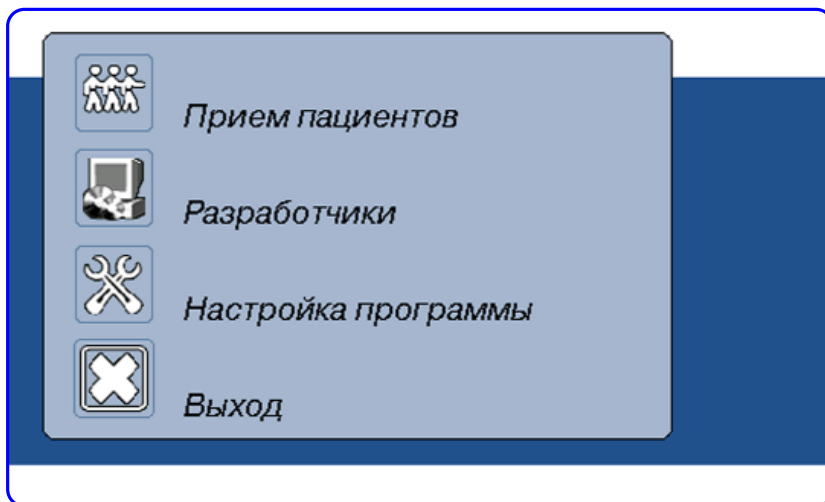 Прием пациентов
Разработчики
Настройка программы
Выход